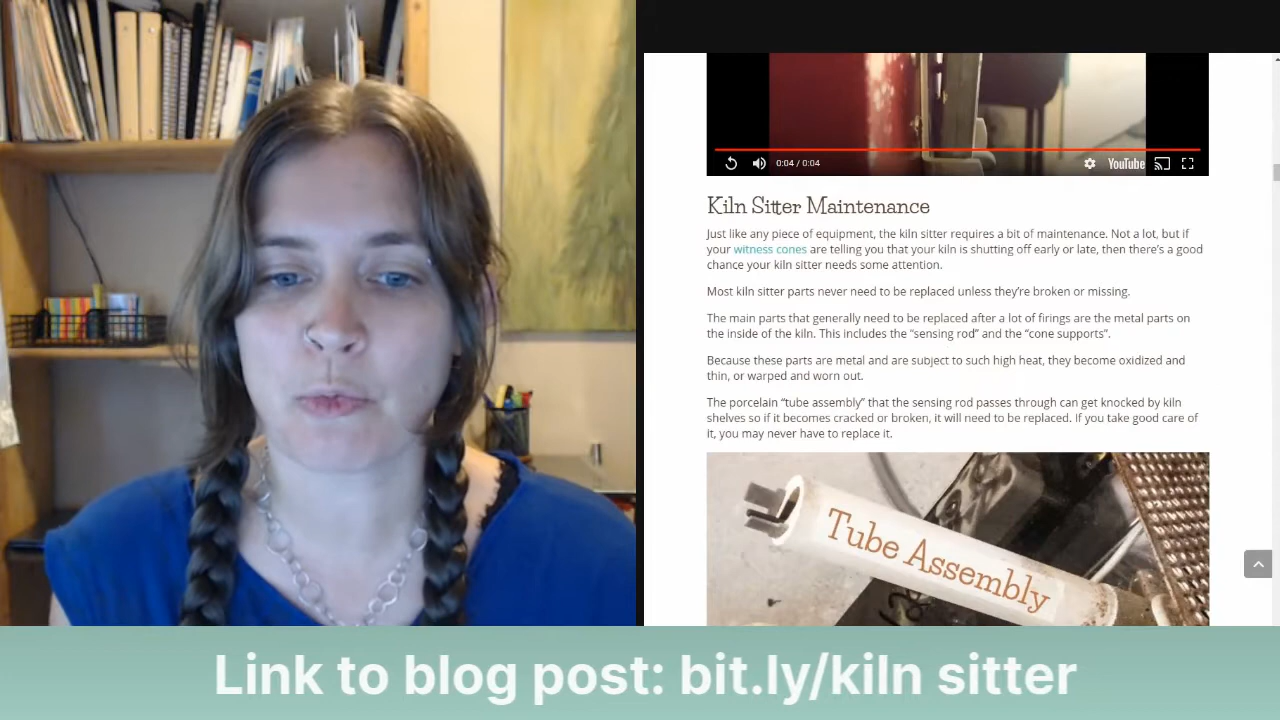 0:04 / 0:04
YouTube
Kiln Sitter Maintenance
Just like any piece of equipment, the kiln sitter requires a bit of maintenance. Not a lot, but if
your witness cones are telling you that your kiln is shutting off early or late, then there's a good
chance your kiln sitter needs some attention.
Most kiln sitter parts never need to be replaced unless they're broken or missing.
The main parts that generally need to be replaced after a lot of firings are the metal parts on
the inside of the kiln. This includes the “sensing rod” and the “cone supports”.
Because these parts are metal and are subject to such high heat, they become oxidized and
thin, or warped and worn out.
The porcelain “tube assembly” that the sensing rod passes through can get knocked by kiln
shelves so if it becomes cracked or broken, it will need to be replaced. If you take good care of
it, you may never have to replace it.
Tube Assembly
Link to blog post: bit.ly/kiln sitter